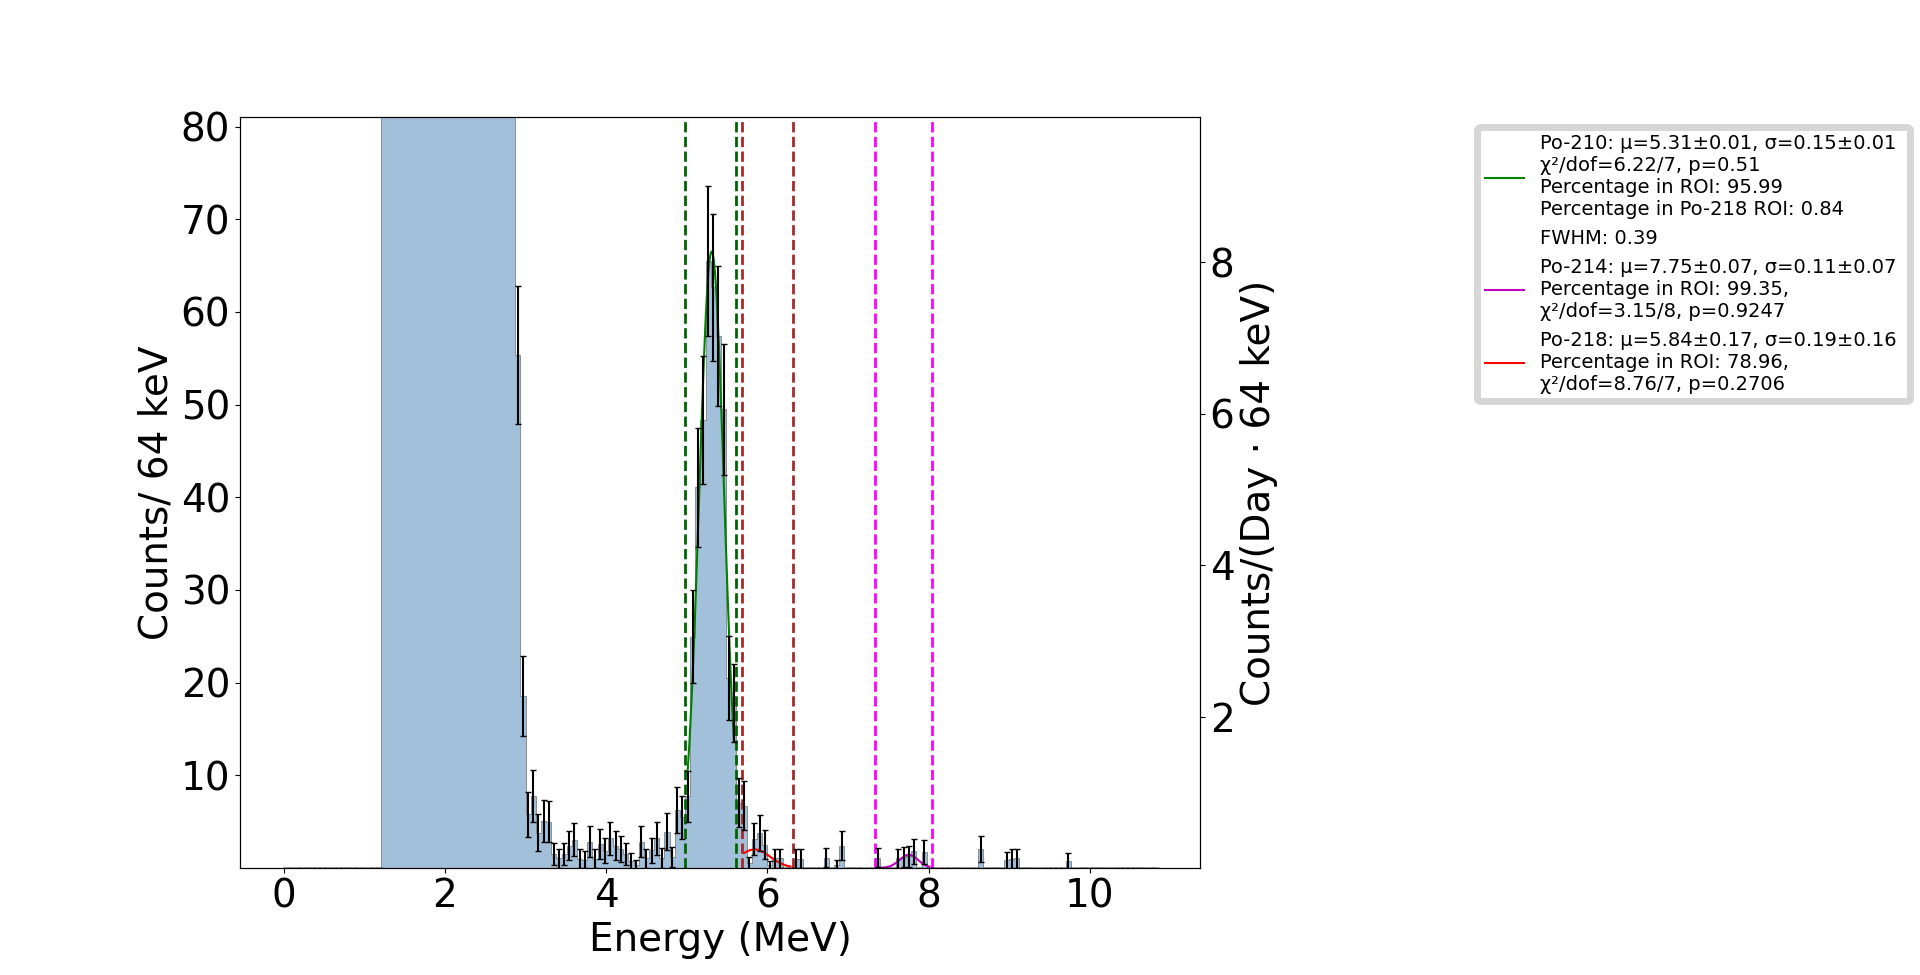 80
70
60
50
40
30
20
10
Counts/ 64 keV
0
2
4
6
8
10
Energy (MeV)
8
6
4
2
Counts/(Day · 64 keV)
Po-210: μ=5.31±0.01, σ=0.15±0.01
χ²/dof=6.22/7, p=0.51
Percentage in ROI: 95.99
Percentage in Po-218 ROI: 0.84
FWHM: 0.39
Po-214: μ=7.75±0.07, σ=0.11±0.07
Percentage in ROI: 99.35,
χ²/dof=3.15/8, p=0.9247
Po-218: μ=5.84±0.17, σ=0.19±0.16
Percentage in ROI: 78.96,
χ²/dof=8.76/7, p=0.2706